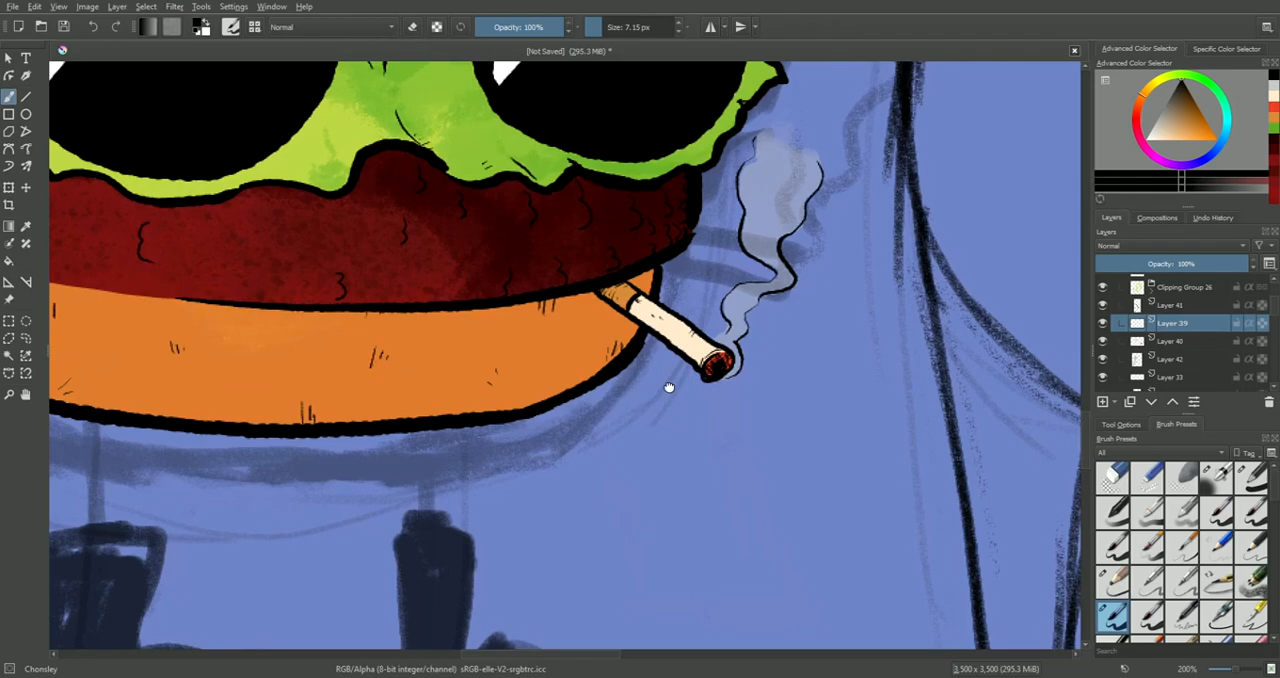 File Edit View Image Layer Select Filter Tools Settings Window Help
Normal Opacity: 100% Size: 7.15 px
[Not Saved] (295.3 MiB) *
Advanced Color Selector Specific Color Selector
Advanced Color Selector
Layers Compositions Undo History
Layers
Normal
Opacity: 100%
Clipping Group 26
Layer 41
Layer 39
Layer 40
Layer 42
Layer 33
Tool Options Brush Presets
Brush Presets
All Tag
Search
Chonsley RGB/Alpha (8-bit integer/channel) sRGB-elle-V2-srgbtrc.icc 3,500 x 3,500 (295.3 MiB) 200%